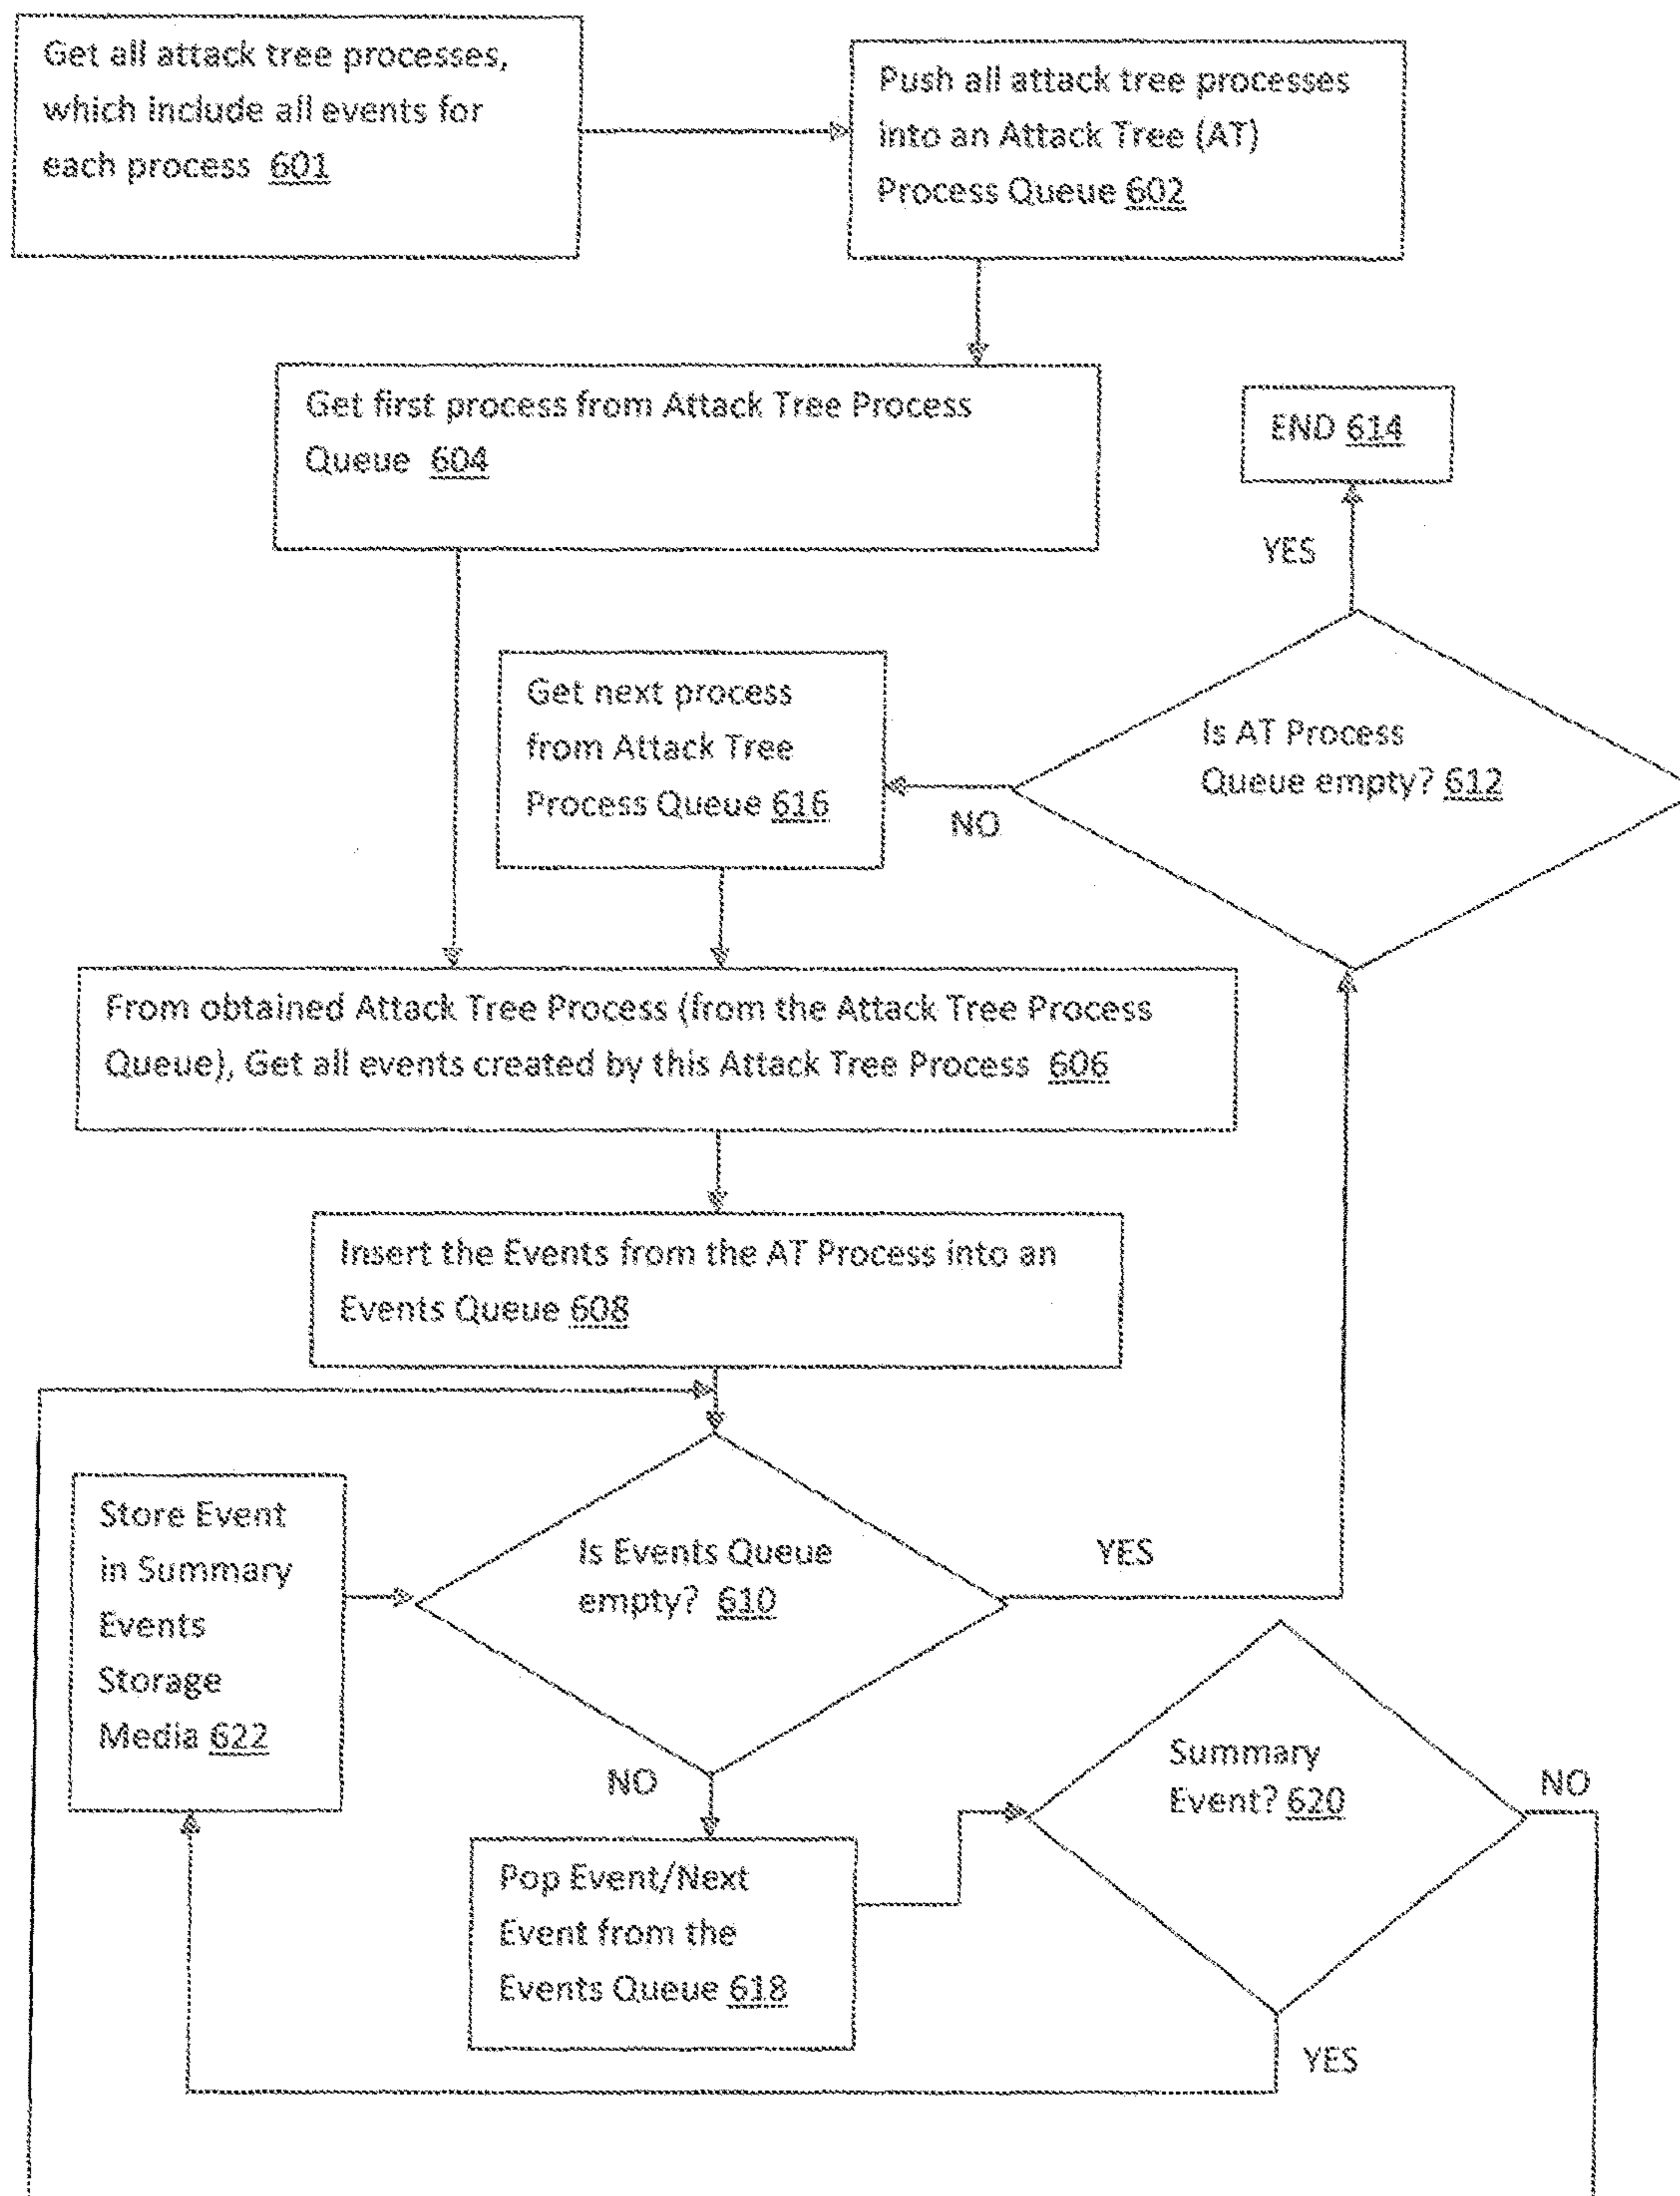 Get all attack tree processes,
which include all events for
each process 601
Push all attack tree processes
into an Attack Tree (AT)
Process Queue 602
Get first process from Attack Tree Process
Queue 604
END 614
YES
Get next process
from Attack Tree
Process Queue 616
Is AT Process
Queue empty? 612
NO
From obtained Attack Tree Process (from the Attack Tree Process
Queue), Get all events created by this Attack Tree Process 606
Insert the Events from the AT Process into an
Events Queue 608
Store Event
in Summary
Events
Storage
Media 622
Is Events Queue
empty? 610
YES
NO
Summary
Event? 620
NO
Pop Event/Next
Event from the
Events Queue 618
YES